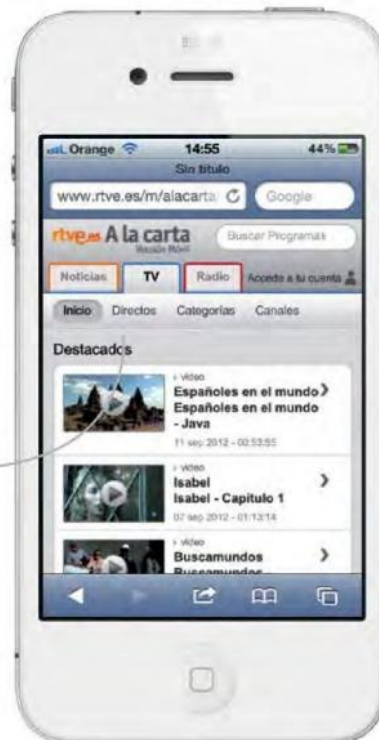 Orange 14:55 44%
Sin título
www.rtve.es/m/alacarta Google
rtve.es A la carta Buscar Programas
Versión Móvil
Noticias TV Radio Accede a tu cuenta
Inicio Directos Categorías Canales
Destacados
vídeo
Españoles en el mundo
Españoles en el mundo
- Java
11 sep 2012 - 00:53:55
vídeo
Isabel
Isabel - Capítulo 1
07 sep 2012 - 01:13:14
vídeo
Buscamundos
Buscamundos